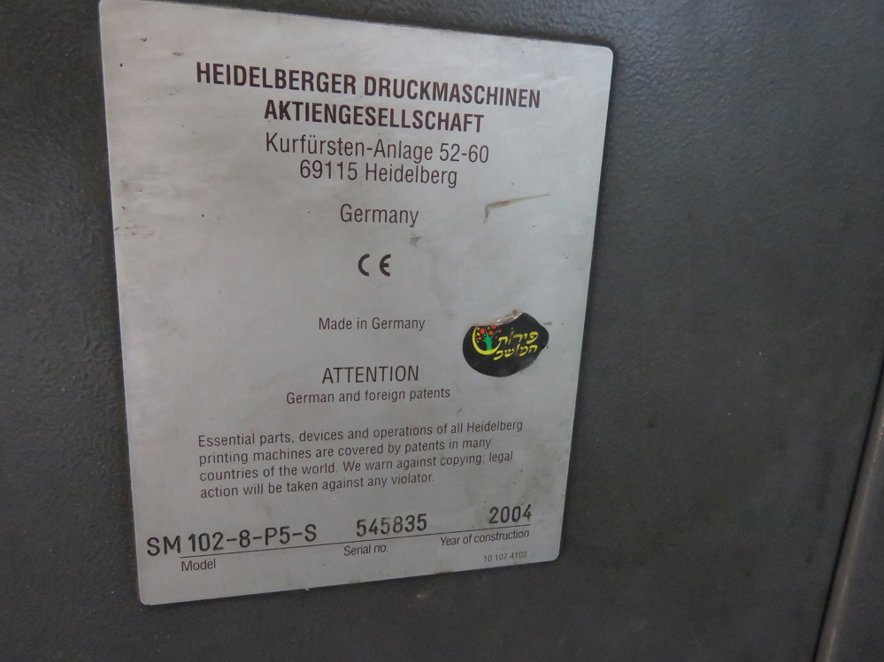 HEIDELBERGER DRUCKMASCHINEN
AKTIENGESELLSCHAFT
Kurfürsten-Anlage 52-60
69115 Heidelberg
Germany
CE
Made in Germany
פירות
המושב
ATTENTION
German and foreign patents
Essential parts, devices and operations of all Heidelberg
printing machines are covered by patents in many
countries of the world. We warn against copying; legal
action will be taken against any violator.
SM 102-8-P5-S 545835 2004
Model Serial no. Year of construction
10 107 4102